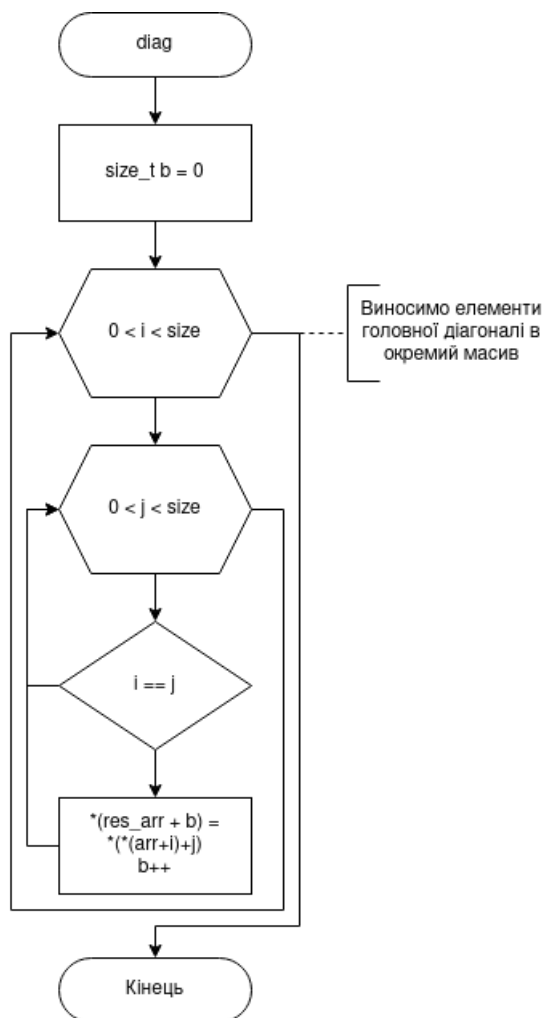 diag
size_t b = 0
0 < i < size
Виносимо елементи
головної діагоналі в
окремий масив
0 < j < size
i == j
*(res_arr + b) =
*(*(arr+i)+j)
b++
Кінець